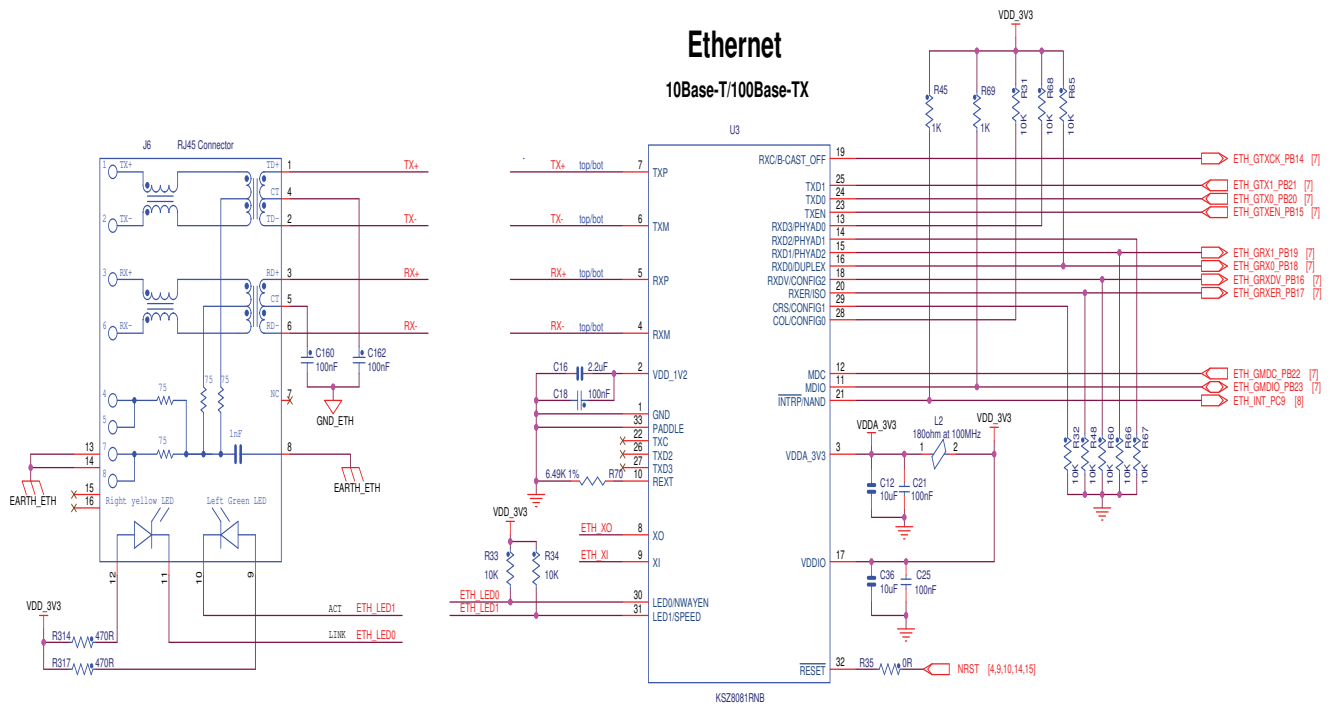 Ethernet
10Base-T/100Base-TX
VDD_3V3
R45
1K
R69
1K
R31
10K
R68
10K
R65
10K
J6 RJ45 Connector
1 TX+
2 TX-
3 RX+
6 RX-
4
5
7
8
TD+ 1
CT 4
TD- 2
RD+ 3
CT 5
RD- 6
NC 7
8
75
75
75
75
1nF
C160
100nF
C162
100nF
GND_ETH
EARTH_ETH
13
14
15
16
EARTH_ETH
Right yellow LED
Left Green LED
12
11
10
9
VDD_3V3
R314 470R
R317 470R
ACT ETH_LED1
LINK ETH_LED0
TX+
TX-
RX+
RX-
TX+ top/bot
TX- top/bot
RX+ top/bot
RX- top/bot
C16 2.2uF
C18 100nF
6.49K 1% R70
VDD_3V3
R33
10K
R34
10K
ETH_XO
ETH_XI
ETH_LED0
ETH_LED1
U3
7 TXP
6 TXM
5 RXP
4 RXM
2 VDD_1V2
1 GND
33 PADDLE
22 TXC
26 TXD2
27 TXD3
10 REXT
8 XO
9 XI
30 LED0/NWAYEN
31 LED1/SPEED
RXC/B-CAST_OFF 19
TXD1 25
TXD0 24
TXEN 23
RXD3/PHYAD0 13
RXD2/PHYAD1 14
RXD1/PHYAD2 15
RXD0/DUPLEX 16
RXDV/CONFIG2 18
RXER/ISO 20
CRS/CONFIG1 29
COL/CONFIG0 28
MDC 12
MDIO 11
INTRP/NAND 21
VDDA_3V3 3
VDDIO 17
RESET 32
KSZ8081RNB
ETH_GTXCK_PB14 [7]
ETH_GTX1_PB21 [7]
ETH_GTX0_PB20 [7]
ETH_GTXEN_PB15 [7]
ETH_GRX1_PB19 [7]
ETH_GRX0_PB18 [7]
ETH_GRXDV_PB16 [7]
ETH_GRXER_PB17 [7]
ETH_GMDC_PB22 [7]
ETH_GMDIO_PB23 [7]
ETH_INT_PC9 [8]
VDDA_3V3
L2
180ohm at 100MHz
1 2
VDD_3V3
C12
10uF
C21
100nF
C36
10uF
C25
100nF
R32
10K
R48
10K
R60
10K
R66
10K
R67
10K
R35 0R
NRST [4,9,10,14,15]